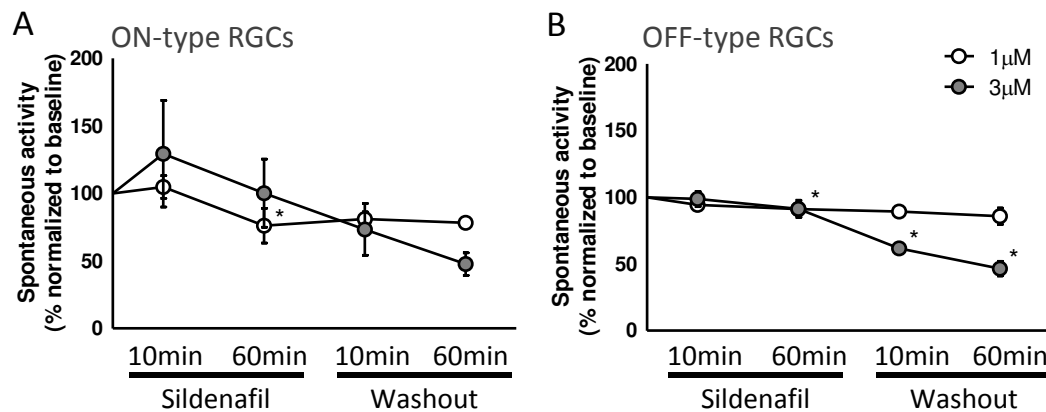 A
ON-type RGCs
Spontaneous activity
(% normalized to baseline)
200
150
100
50
0
*
10min 60min 10min 60min
Sildenafil Washout
B
OFF-type RGCs
1μM
3μM
Spontaneous activity
(% normalized to baseline)
200
150
100
50
0
*
*
*
10min 60min 10min 60min
Sildenafil Washout